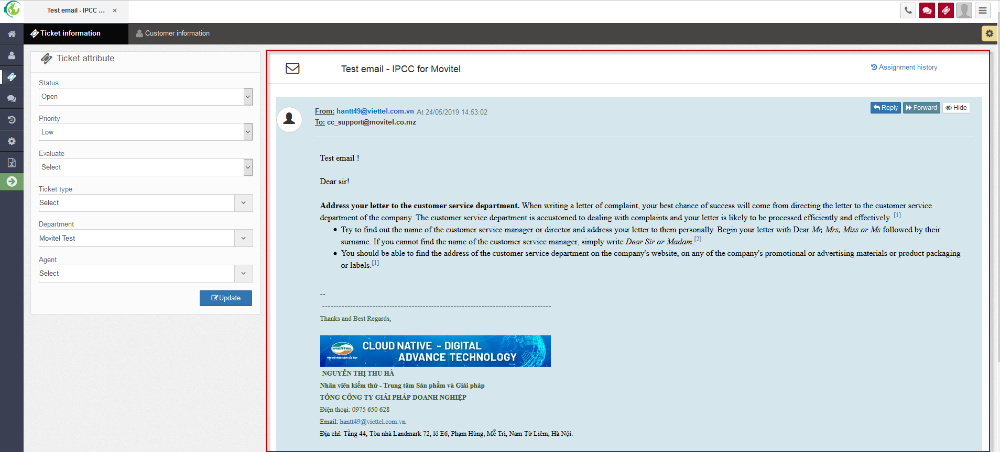 Test email - IPCC ...
Ticket information
Customer information
Ticket attribute
Status
Open
Priority
Low
Evaluate
Select
Ticket type
Select
Department
Movitel Test
Agent
Select
Update
Test email - IPCC for Movitel
Assignment history
From: hantt49@viettel.com.vn At 24/05/2019 14:53:02
To: cc_support@movitel.co.mz
Reply
Forward
Hide
Test email !
Dear sir!
Address your letter to the customer service department. When writing a letter of complaint, your best chance of success will come from directing the letter to the customer service
department of the company. The customer service department is accustomed to dealing with complaints and your letter is likely to be processed efficiently and effectively. [1]
• Try to find out the name of the customer service manager or director and address your letter to them personally. Begin your letter with Dear Mr, Mrs, Miss or Ms followed by their
surname. If you cannot find the name of the customer service manager, simply write Dear Sir or Madam.[2]
• You should be able to find the address of the customer service department on the company's website, on any of the company's promotional or advertising materials or product packaging
or labels.[1]
--
-----------------------------------------------------------------------------------
Thanks and Best Regards,
VIETTEL
Hãy nói theo cách của bạn
CLOUD NATIVE - DIGITAL
ADVANCE TECHNOLOGY
NGUYỄN THỊ THU HÀ
Nhân viên kiểm thử - Trung tâm Sản phẩm và Giải pháp
TỔNG CÔNG TY GIẢI PHÁP DOANH NGHIỆP
Điện thoại: 0975 650 628
Email: hantt49@viettel.com.vn
Địa chỉ: Tầng 44, Tòa nhà Landmark 72, lô E6, Phạm Hùng, Mễ Trì, Nam Từ Liêm, Hà Nội.